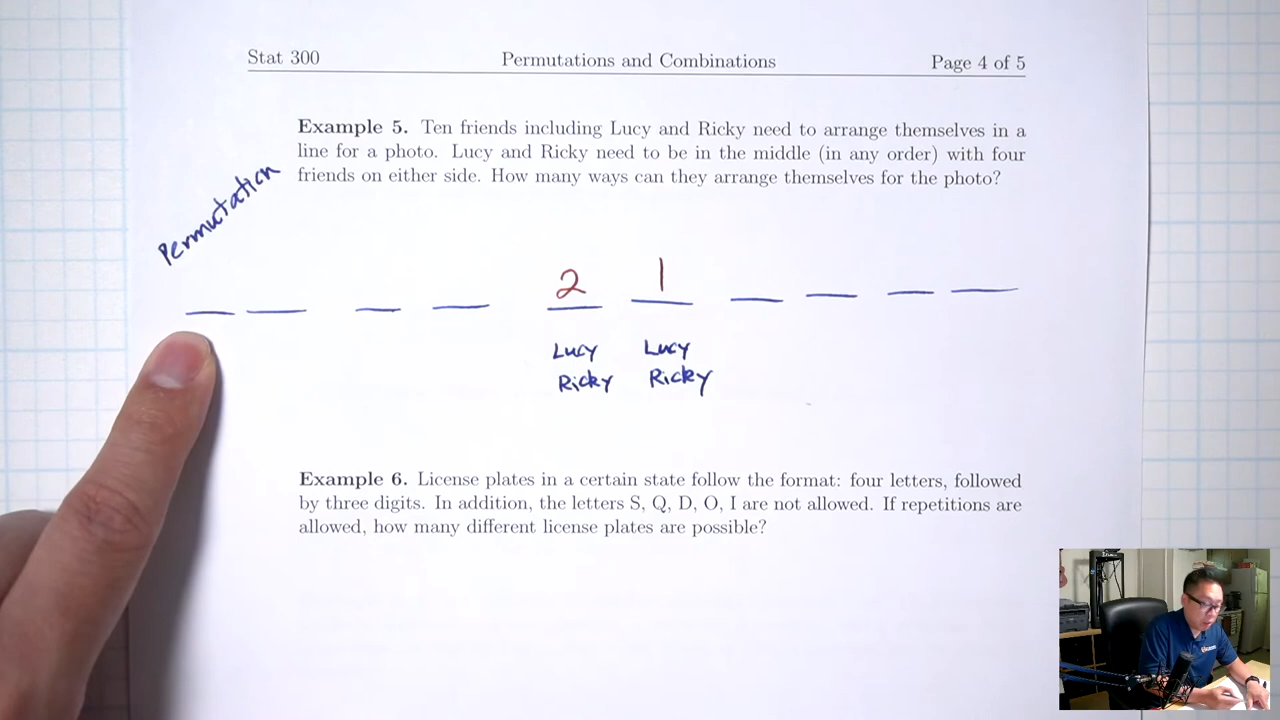 Stat 300 Permutations and Combinations Page 4 of 5
Example 5. Ten friends including Lucy and Ricky need to arrange themselves in a
line for a photo. Lucy and Ricky need to be in the middle (in any order) with four
friends on either side. How many ways can they arrange themselves for the photo?
Permutation
2 1
Lucy Lucy
Ricky Ricky
Example 6. License plates in a certain state follow the format: four letters, followed
by three digits. In addition, the letters S, Q, D, O, I are not allowed. If repetitions are
allowed, how many different license plates are possible?